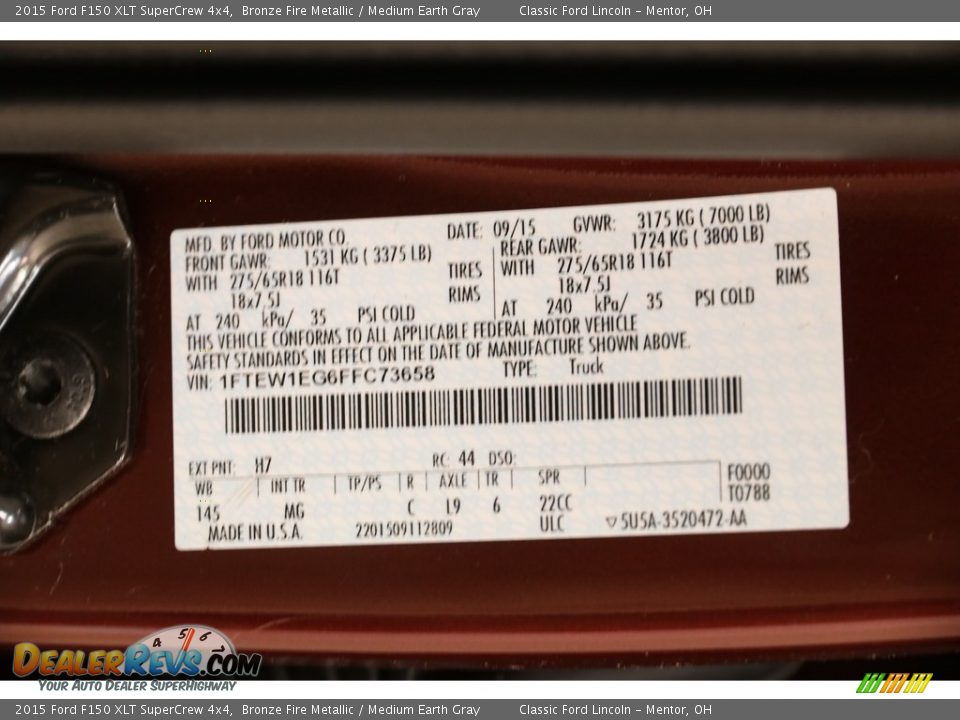 2015 Ford F150 XLT SuperCrew 4x4, Bronze Fire Metallic / Medium Earth Gray Classic Ford Lincoln - Mentor, OH
MFD. BY FORD MOTOR CO. DATE: 09/15 GVWR: 3175 KG ( 7000 LB)
FRONT GAWR: 1531 KG ( 3375 LB) REAR GAWR: 1724 KG ( 3800 LB)
WITH 275/65R18 116T TIRES WITH 275/65R18 116T TIRES
18x7.5J RIMS 18x7.5J RIMS
AT 240 kPa/ 35 PSI COLD AT 240 kPa/ 35 PSI COLD
THIS VEHICLE CONFORMS TO ALL APPLICABLE FEDERAL MOTOR VEHICLE
SAFETY STANDARDS IN EFFECT ON THE DATE OF MANUFACTURE SHOWN ABOVE.
VIN: 1FTEW1EG6FFC73658 TYPE: Truck
EXT PNT: H7 RC: 44 DSO:
WB INT TR TP/PS R AXLE TR SPR F0000
145 MG C L9 6 22CC T0788
MADE IN U.S.A. 2201509112809 ULC ▽5U5A-3520472-AA
4 5 6
DEALERREVS.COM
YOUR AUTO DEALER SUPERHIGHWAY
2015 Ford F150 XLT SuperCrew 4x4, Bronze Fire Metallic / Medium Earth Gray Classic Ford Lincoln - Mentor, OH